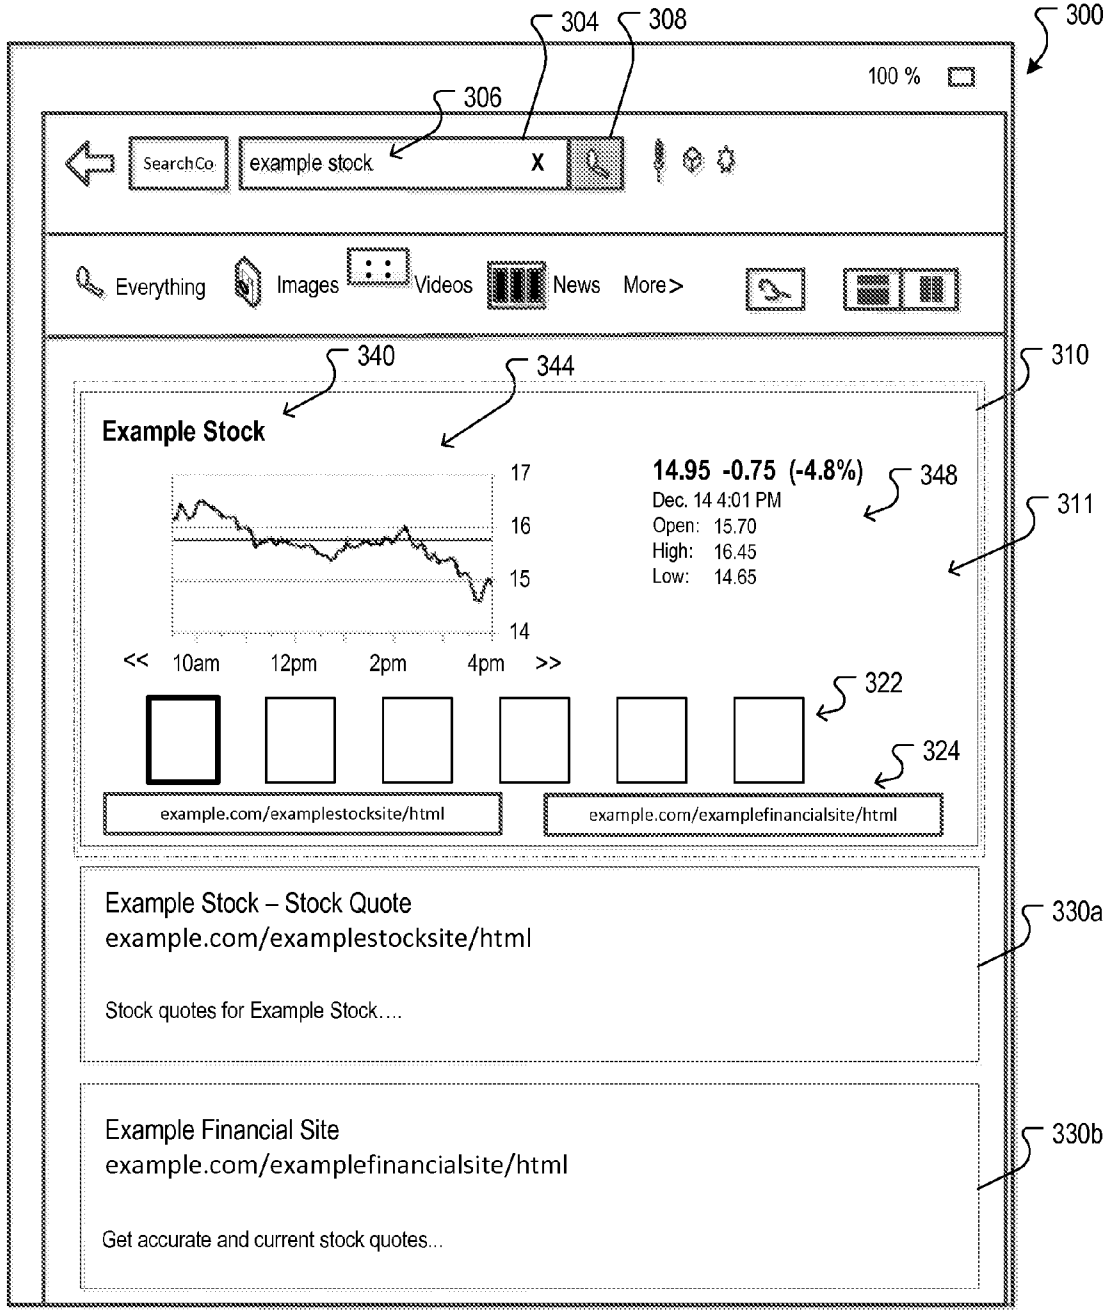 300
304
308
100 %
306
SearchCo
example stock
X
Everything
Images
Videos
News
More >
340
344
310
Example Stock
17
16
15
14
14.95 -0.75 (-4.8%)
348
Dec. 14 4:01 PM
Open: 15.70
High: 16.45
Low: 14.65
311
<< 10am 12pm 2pm 4pm >>
322
324
example.com/examplestocksite/html
example.com/examplefinancialsite/html
Example Stock – Stock Quote
example.com/examplestocksite/html
330a
Stock quotes for Example Stock....
Example Financial Site
example.com/examplefinancialsite/html
330b
Get accurate and current stock quotes...